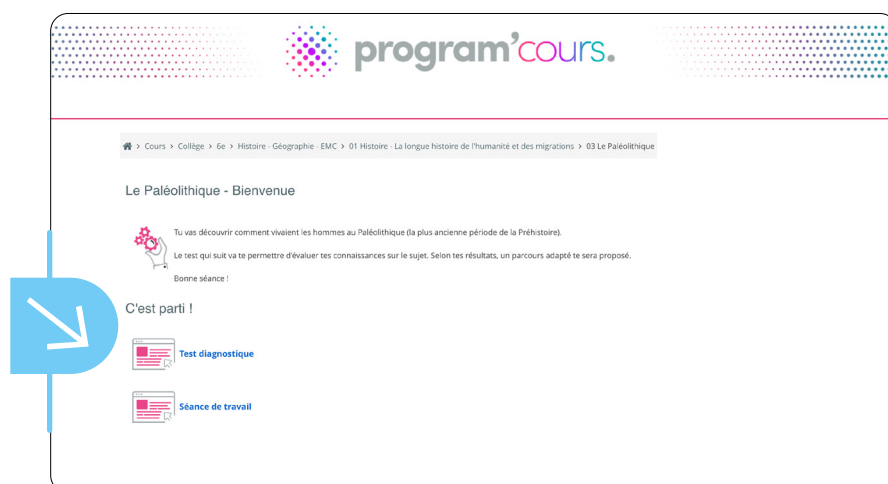 program'cours.
> Cours > Collège > 6e > Histoire - Géographie - EMC > 01 Histoire - La longue histoire de l'humanité et des migrations > 03 Le Paléolithique
Le Paléolithique - Bienvenue
Tu vas découvrir comment vivaient les hommes au Paléolithique (la plus ancienne période de la Préhistoire).
Le test qui suit va te permettre d'évaluer tes connaissances sur le sujet. Selon tes résultats, un parcours adapté te sera proposé.
Bonne séance !
C'est parti !
Test diagnostique
Séance de travail